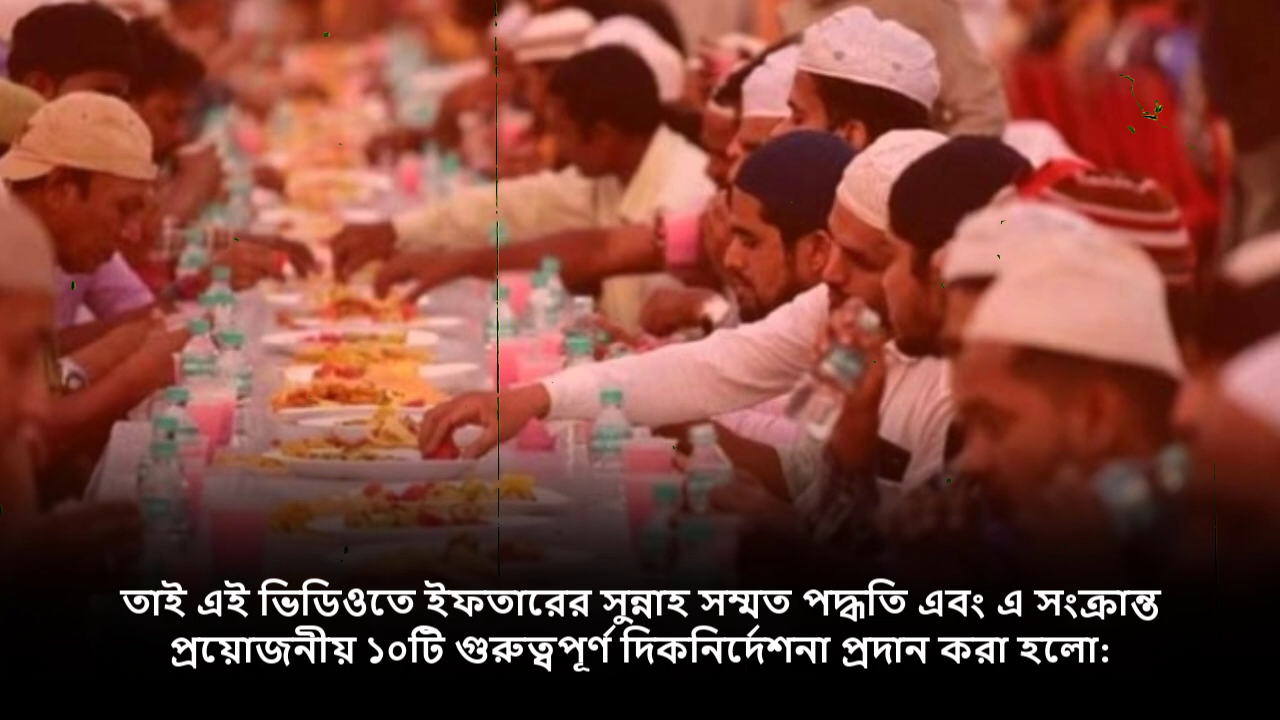 তাই এই ভিডিওতে ইফতারের সুন্নাহ সম্মত পদ্ধতি এবং এ সংক্রান্ত
প্রয়োজনীয় ১০টি গুরুত্বপূর্ণ দিকনির্দেশনা প্রদান করা হলো: